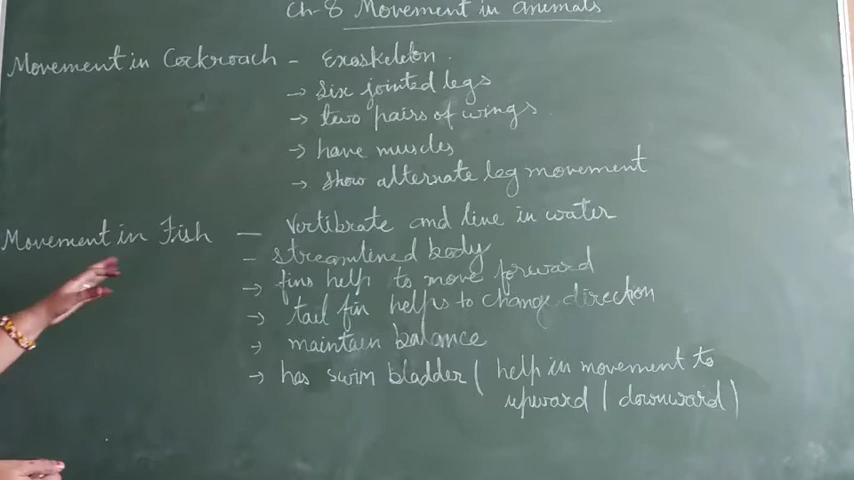 Ch-8 Movement in animals
Movement in Cockroach - Exoskeleton.
→ six jointed legs
→ two pairs of wings
→ have muscles
→ show alternate leg movement
Movement in Fish — Vertibrate and live in water
- streamlined body
→ fins help to move forward
→ tail fin helps to change direction
→ maintain balance
→ has swim bladder ( help in movement to
upward / downward)